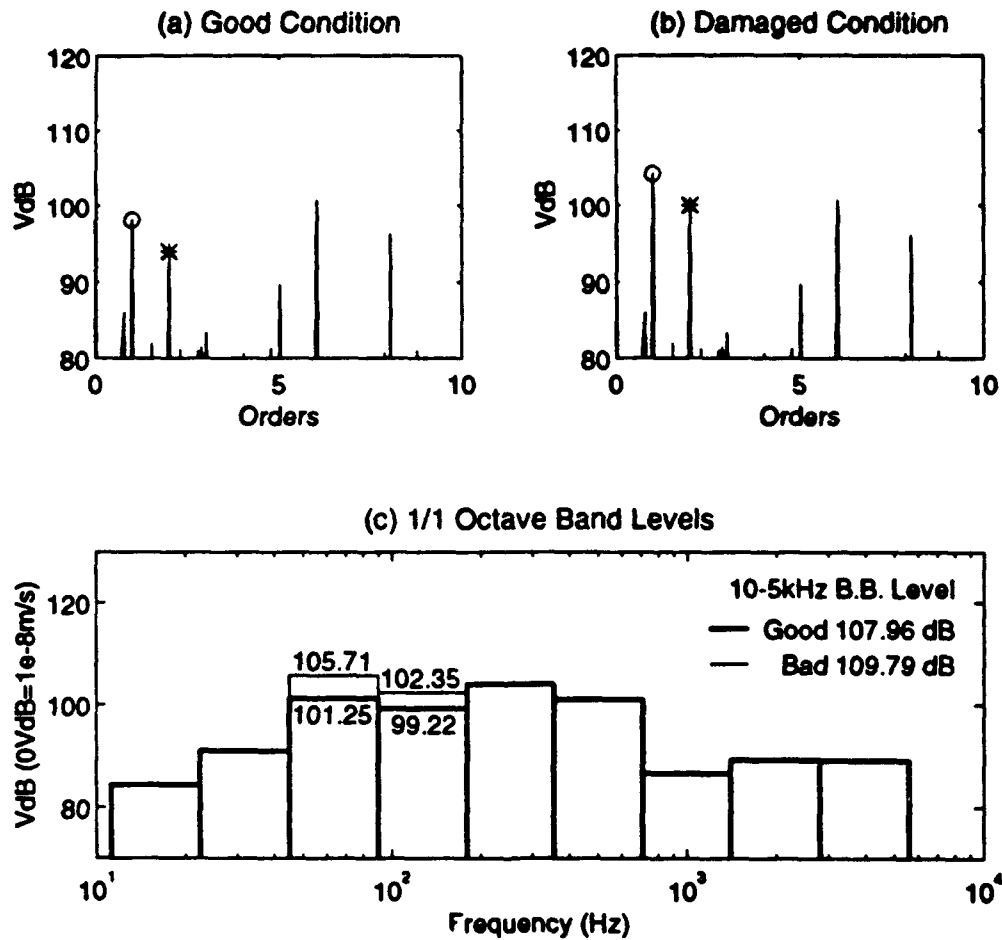 (a) Good Condition
(b) Damaged Condition
120
110
100
90
80
VdB
0
5
10
Orders
120
110
100
90
80
VdB
0
5
10
Orders
(c) 1/1 Octave Band Levels
VdB (0VdB=1e-8m/s)
120
100
80
10-5kHz B.B. Level
Good 107.96 dB
Bad 109.79 dB
105.71
102.35
101.25
99.22
10¹
10²
10³
10⁴
Frequency (Hz)